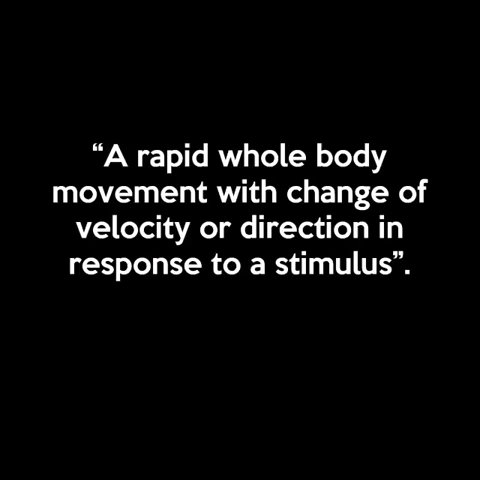 “A rapid whole body
movement with change of
velocity or direction in
response to a stimulus”.